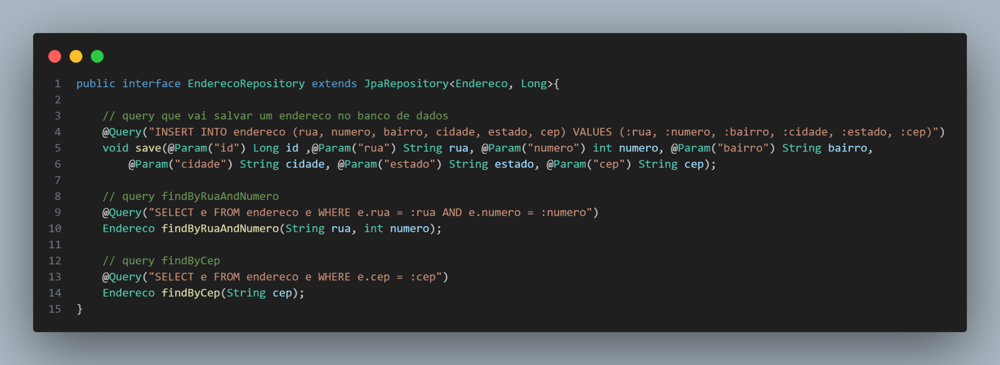 1 public interface EnderecoRepository extends JpaRepository<Endereco, Long>{
2
3 // query que vai salvar um endereco no banco de dados
4 @Query("INSERT INTO endereco (rua, numero, bairro, cidade, estado, cep) VALUES (:rua, :numero, :bairro, :cidade, :estado, :cep)")
5 void save(@Param("id") Long id ,@Param("rua") String rua, @Param("numero") int numero, @Param("bairro") String bairro,
6 @Param("cidade") String cidade, @Param("estado") String estado, @Param("cep") String cep);
7
8 // query findByRuaAndNumero
9 @Query("SELECT e FROM endereco e WHERE e.rua = :rua AND e.numero = :numero")
10 Endereco findByRuaAndNumero(String rua, int numero);
11
12 // query findByCep
13 @Query("SELECT e FROM endereco e WHERE e.cep = :cep")
14 Endereco findByCep(String cep);
15 }